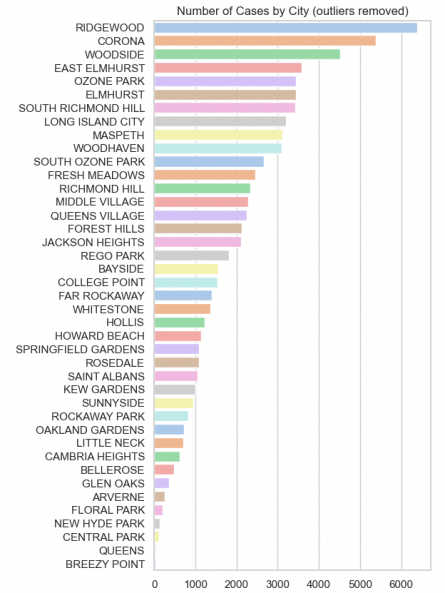 Number of Cases by City (outliers removed)
RIDGEWOOD
CORONA
WOODSIDE
EAST ELMHURST
OZONE PARK
ELMHURST
SOUTH RICHMOND HILL
LONG ISLAND CITY
MASPETH
WOODHAVEN
SOUTH OZONE PARK
FRESH MEADOWS
RICHMOND HILL
MIDDLE VILLAGE
QUEENS VILLAGE
FOREST HILLS
JACKSON HEIGHTS
REGO PARK
BAYSIDE
COLLEGE POINT
FAR ROCKAWAY
WHITESTONE
HOLLIS
HOWARD BEACH
SPRINGFIELD GARDENS
ROSEDALE
SAINT ALBANS
KEW GARDENS
SUNNYSIDE
ROCKAWAY PARK
OAKLAND GARDENS
LITTLE NECK
CAMBRIA HEIGHTS
BELLEROSE
GLEN OAKS
ARVERNE
FLORAL PARK
NEW HYDE PARK
CENTRAL PARK
QUEENS
BREEZY POINT
0 1000 2000 3000 4000 5000 6000